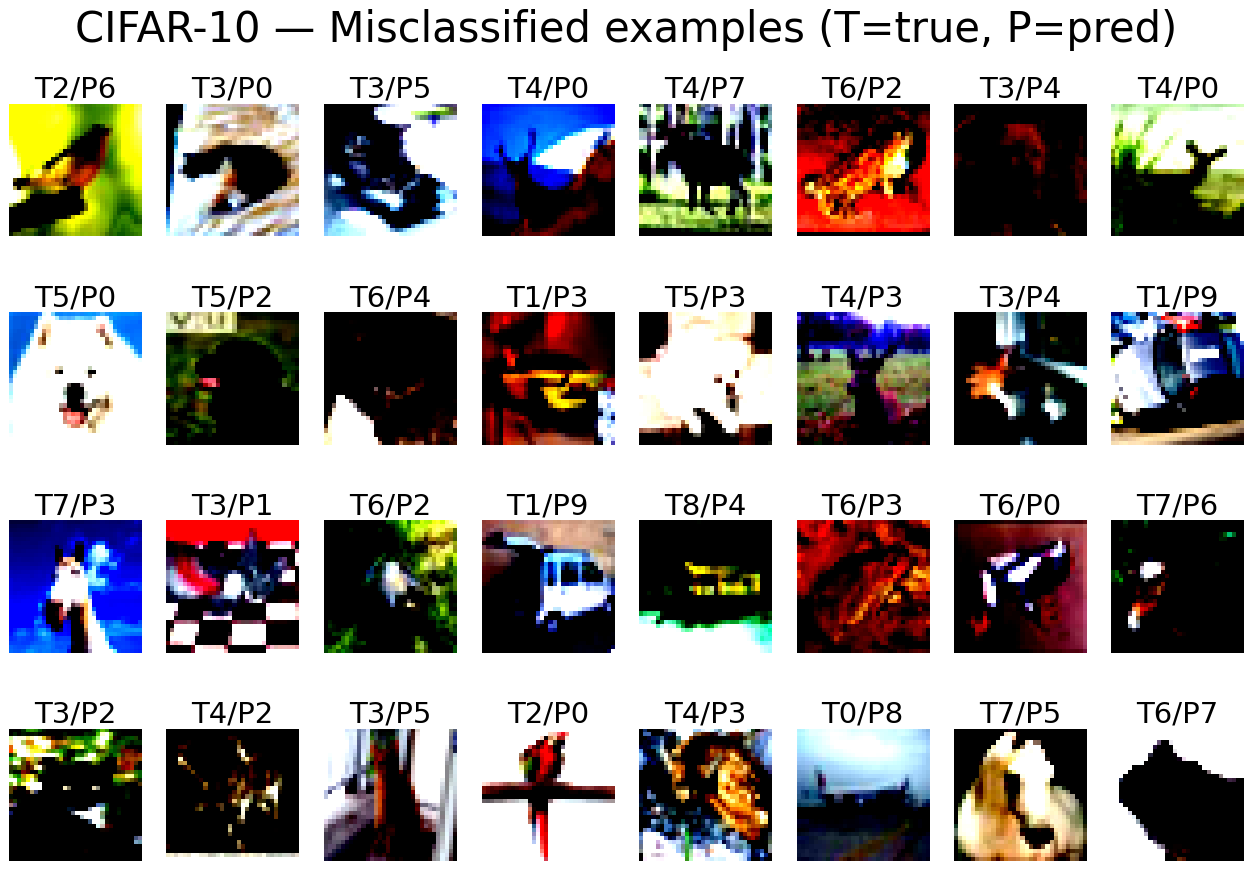 CIFAR-10 — Misclassified examples (T=true, P=pred)
T2/P6 T3/P0 T3/P5 T4/P0 T4/P7 T6/P2 T3/P4 T4/P0
T5/P0 T5/P2 T6/P4 T1/P3 T5/P3 T4/P3 T3/P4 T1/P9
T7/P3 T3/P1 T6/P2 T1/P9 T8/P4 T6/P3 T6/P0 T7/P6
T3/P2 T4/P2 T3/P5 T2/P0 T4/P3 T0/P8 T7/P5 T6/P7